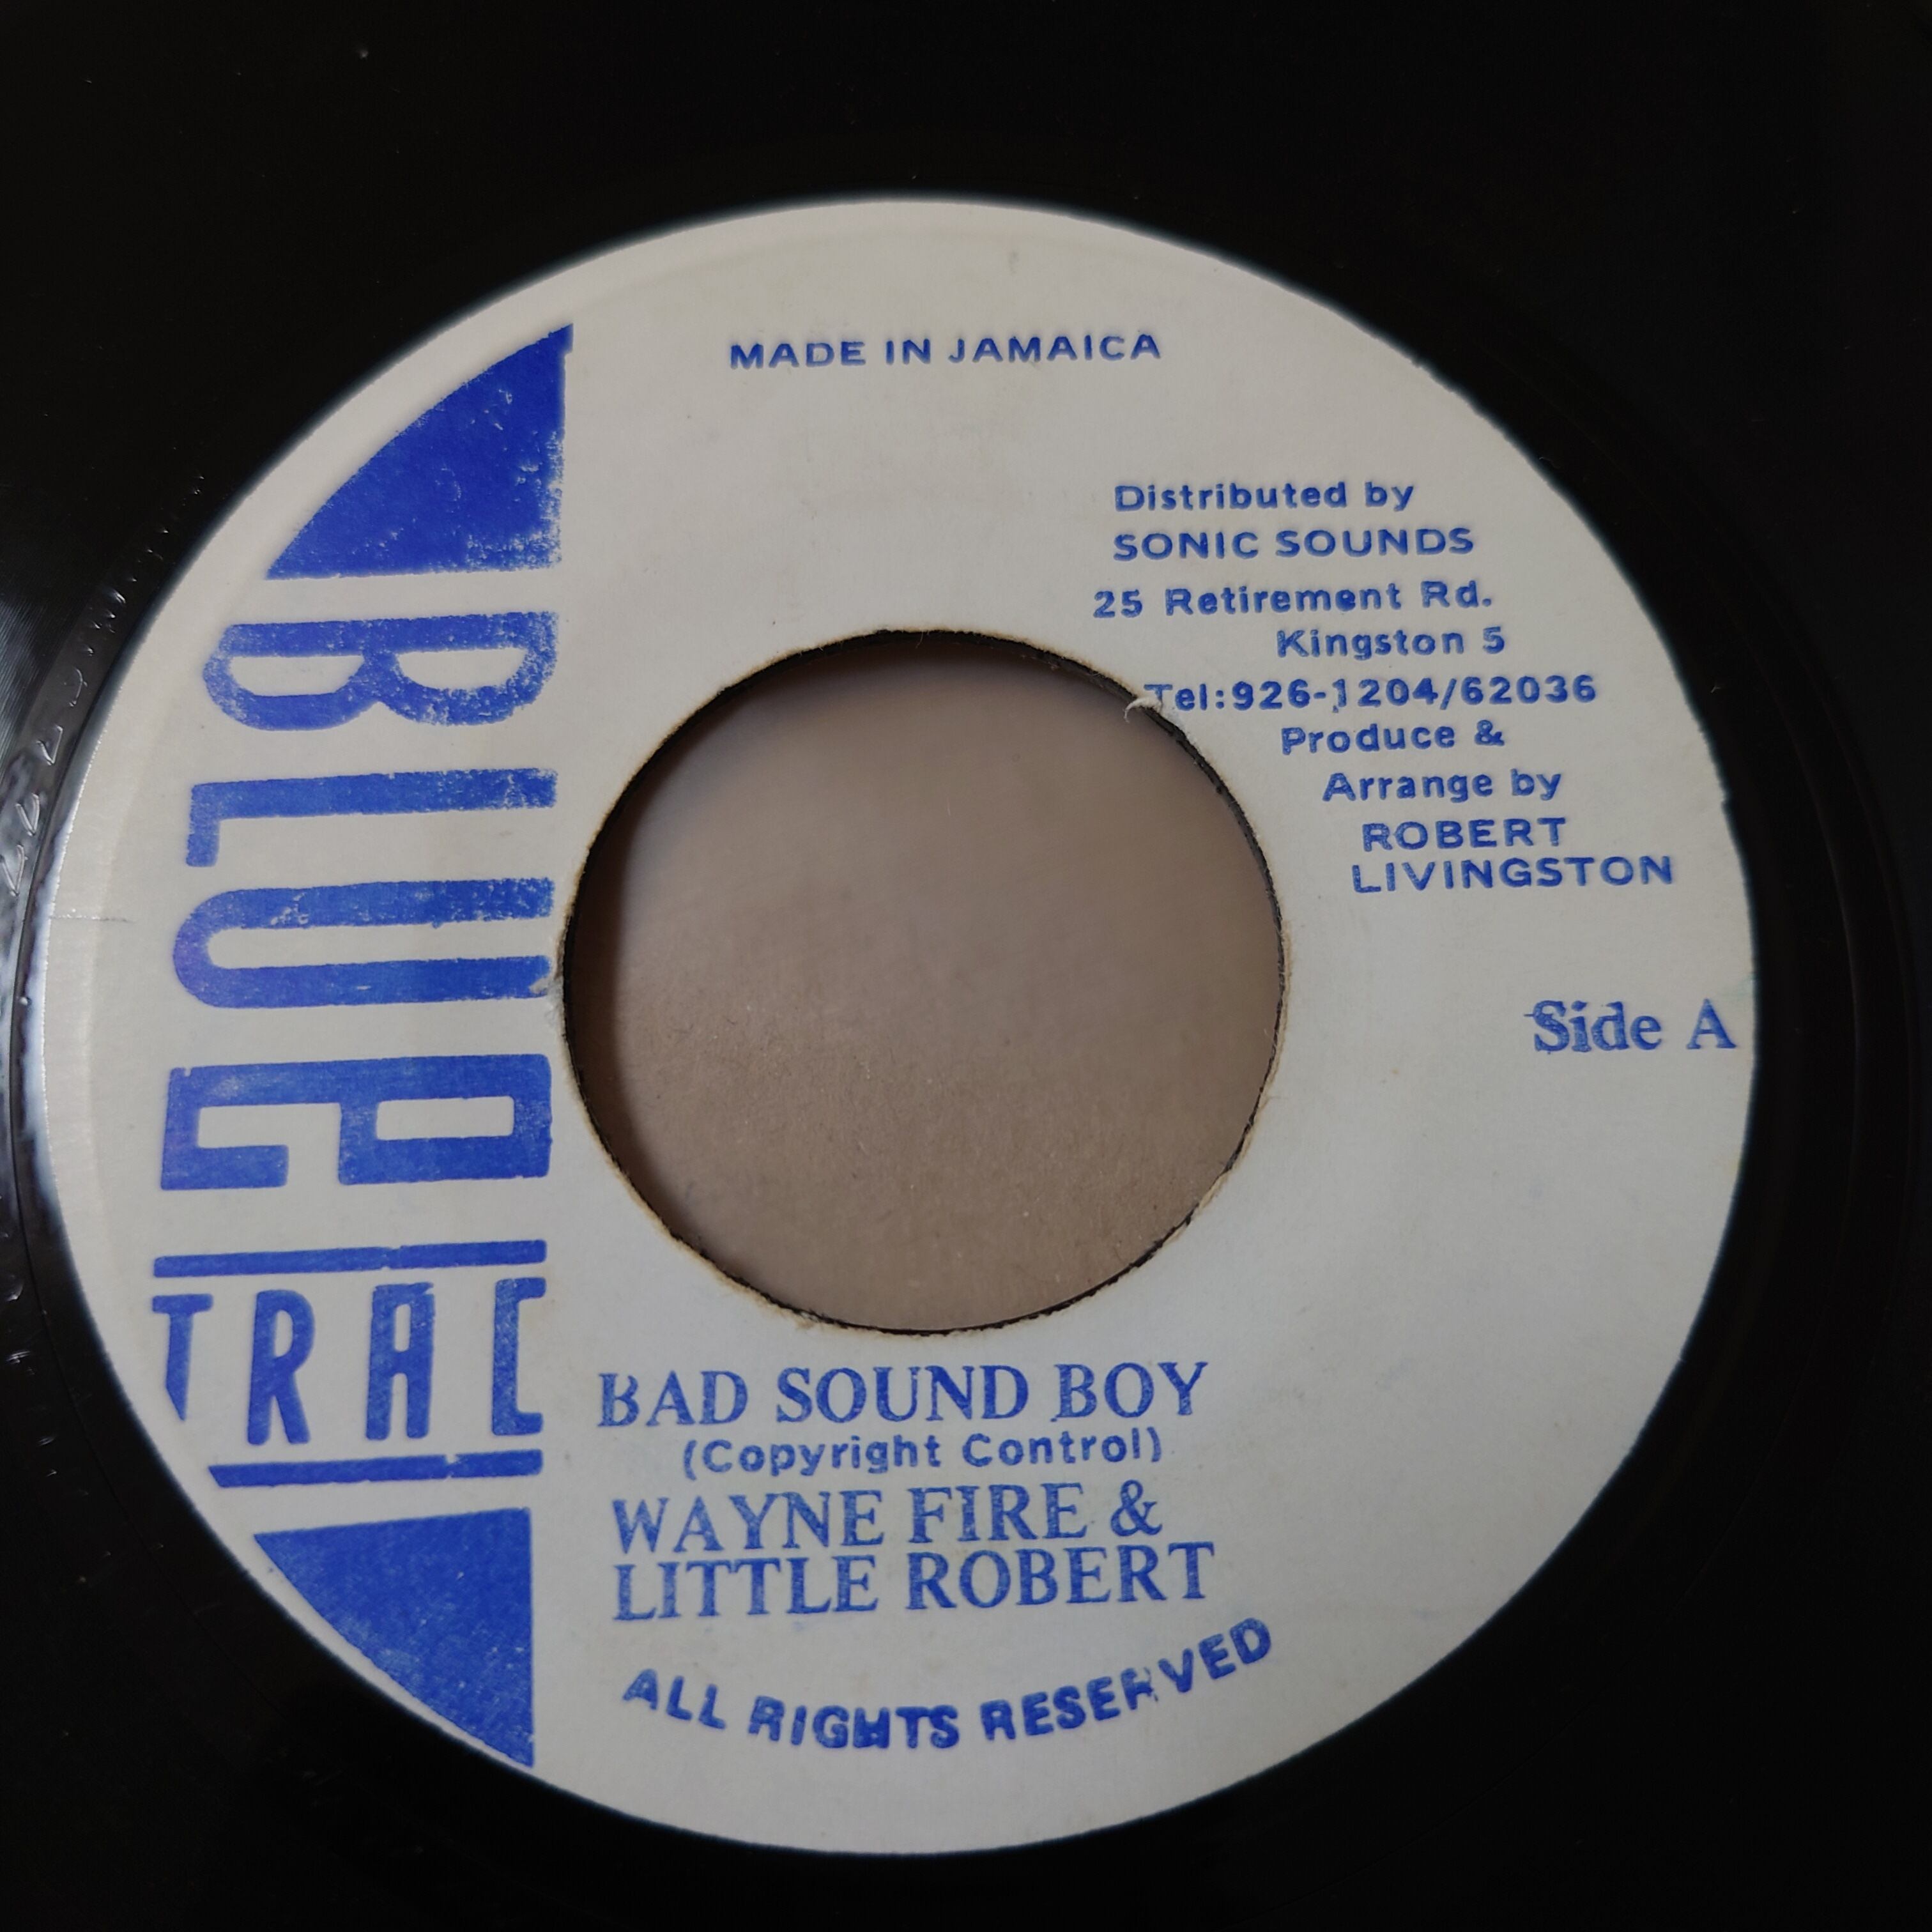 MADE IN JAMAICA
Distributed by
SONIC SOUNDS
25 Retirement Rd.
Kingston 5
Tel:926-1204/62036
Produce &
Arrange by
ROBERT
LIVINGSTON
Side A
BLUE
TRAC
BAD SOUND BOY
(Copyright Control)
WAYNE FIRE &
LITTLE ROBERT
ALL RIGHTS RESERVED